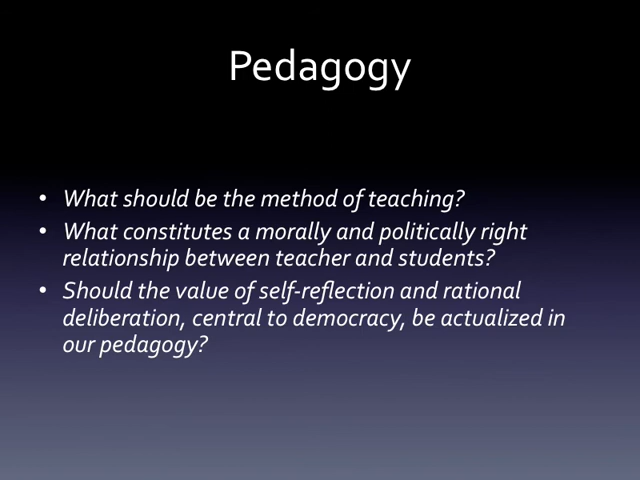 Pedagogy
• What should be the method of teaching?
• What constitutes a morally and politically right
relationship between teacher and students?
• Should the value of self-reflection and rational
deliberation, central to democracy, be actualized in
our pedagogy?